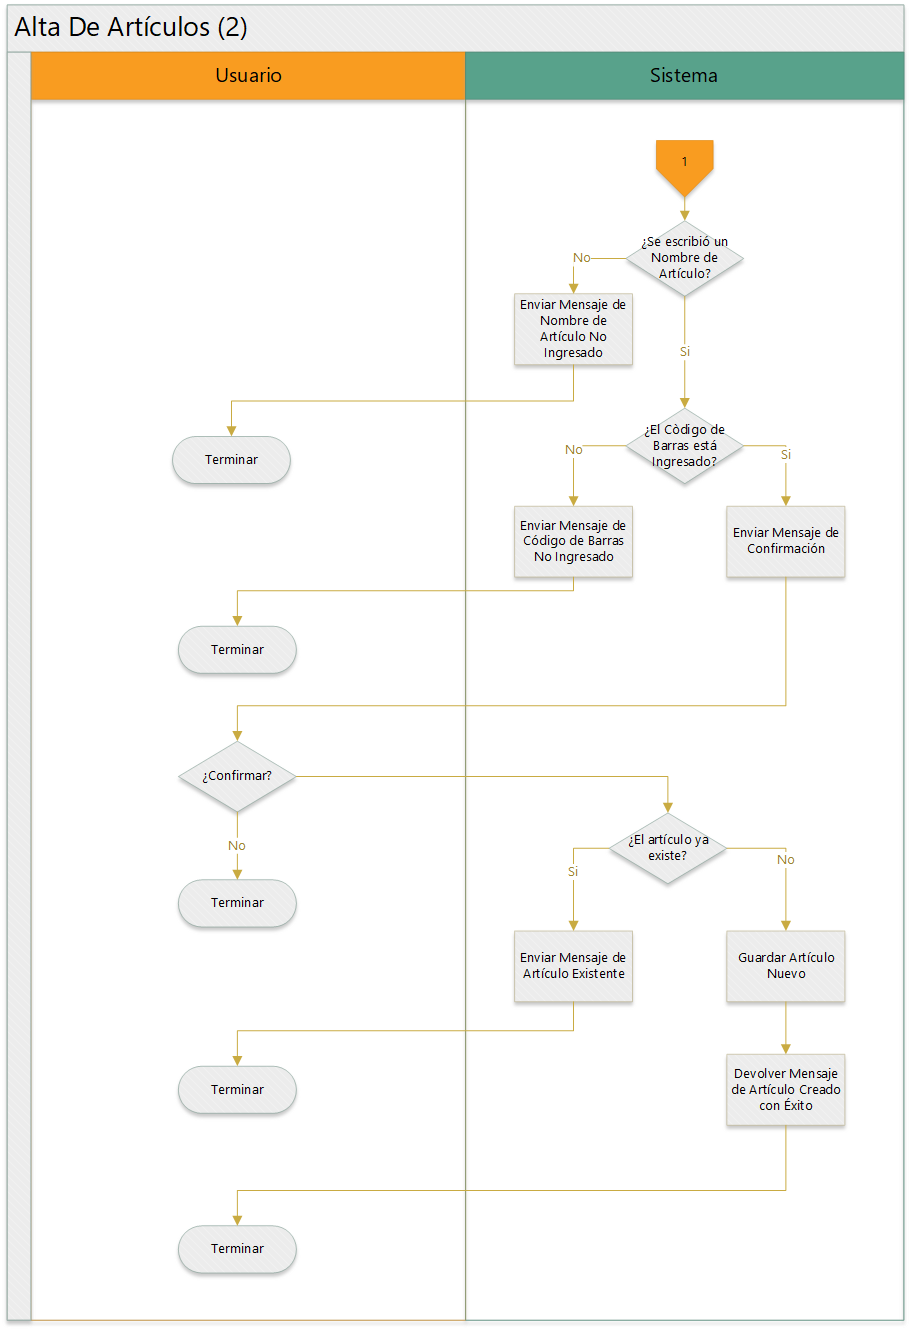 Alta De Artículos (2)
Usuario
Sistema
1
¿Se escribió un
Nombre de
Artículo?
No
Enviar Mensaje de
Nombre de
Artículo No
Ingresado
Si
Terminar
¿El Còdigo de
Barras está
Ingresado?
No
Si
Enviar Mensaje de
Código de Barras
No Ingresado
Enviar Mensaje de
Confirmación
Terminar
¿Confirmar?
No
Terminar
¿El artículo ya
existe?
Si
No
Enviar Mensaje de
Artículo Existente
Guardar Artículo
Nuevo
Terminar
Devolver Mensaje
de Artículo Creado
con Éxito
Terminar